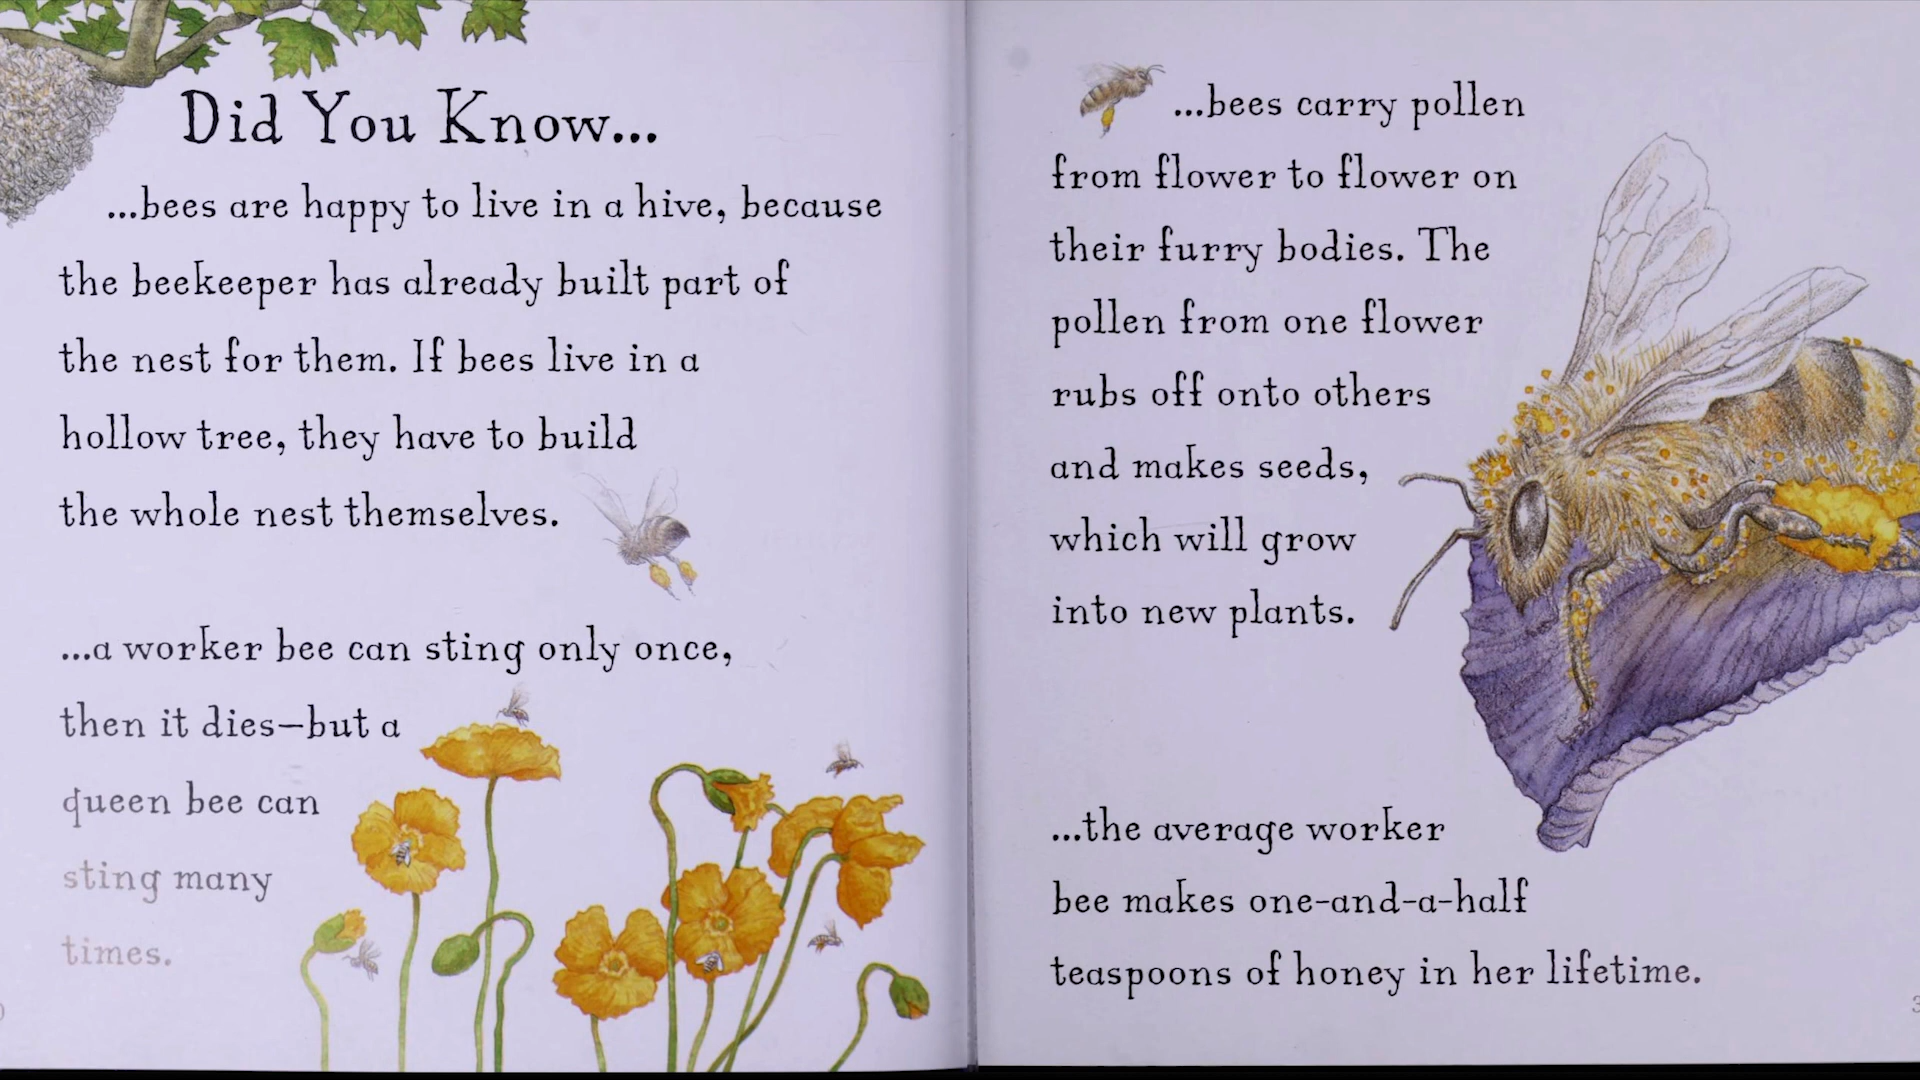 Did You Know...
...bees are happy to live in a hive, because
the beekeeper has already built part of
the nest for them. If bees live in a
hollow tree, they have to build
the whole nest themselves.
...a worker bee can sting only once,
then it dies—but a
queen bee can
sting many
times.
...bees carry pollen
from flower to flower on
their furry bodies. The
pollen from one flower
rubs off onto others
and makes seeds,
which will grow
into new plants.
...the average worker
bee makes one-and-a-half
teaspoons of honey in her lifetime.